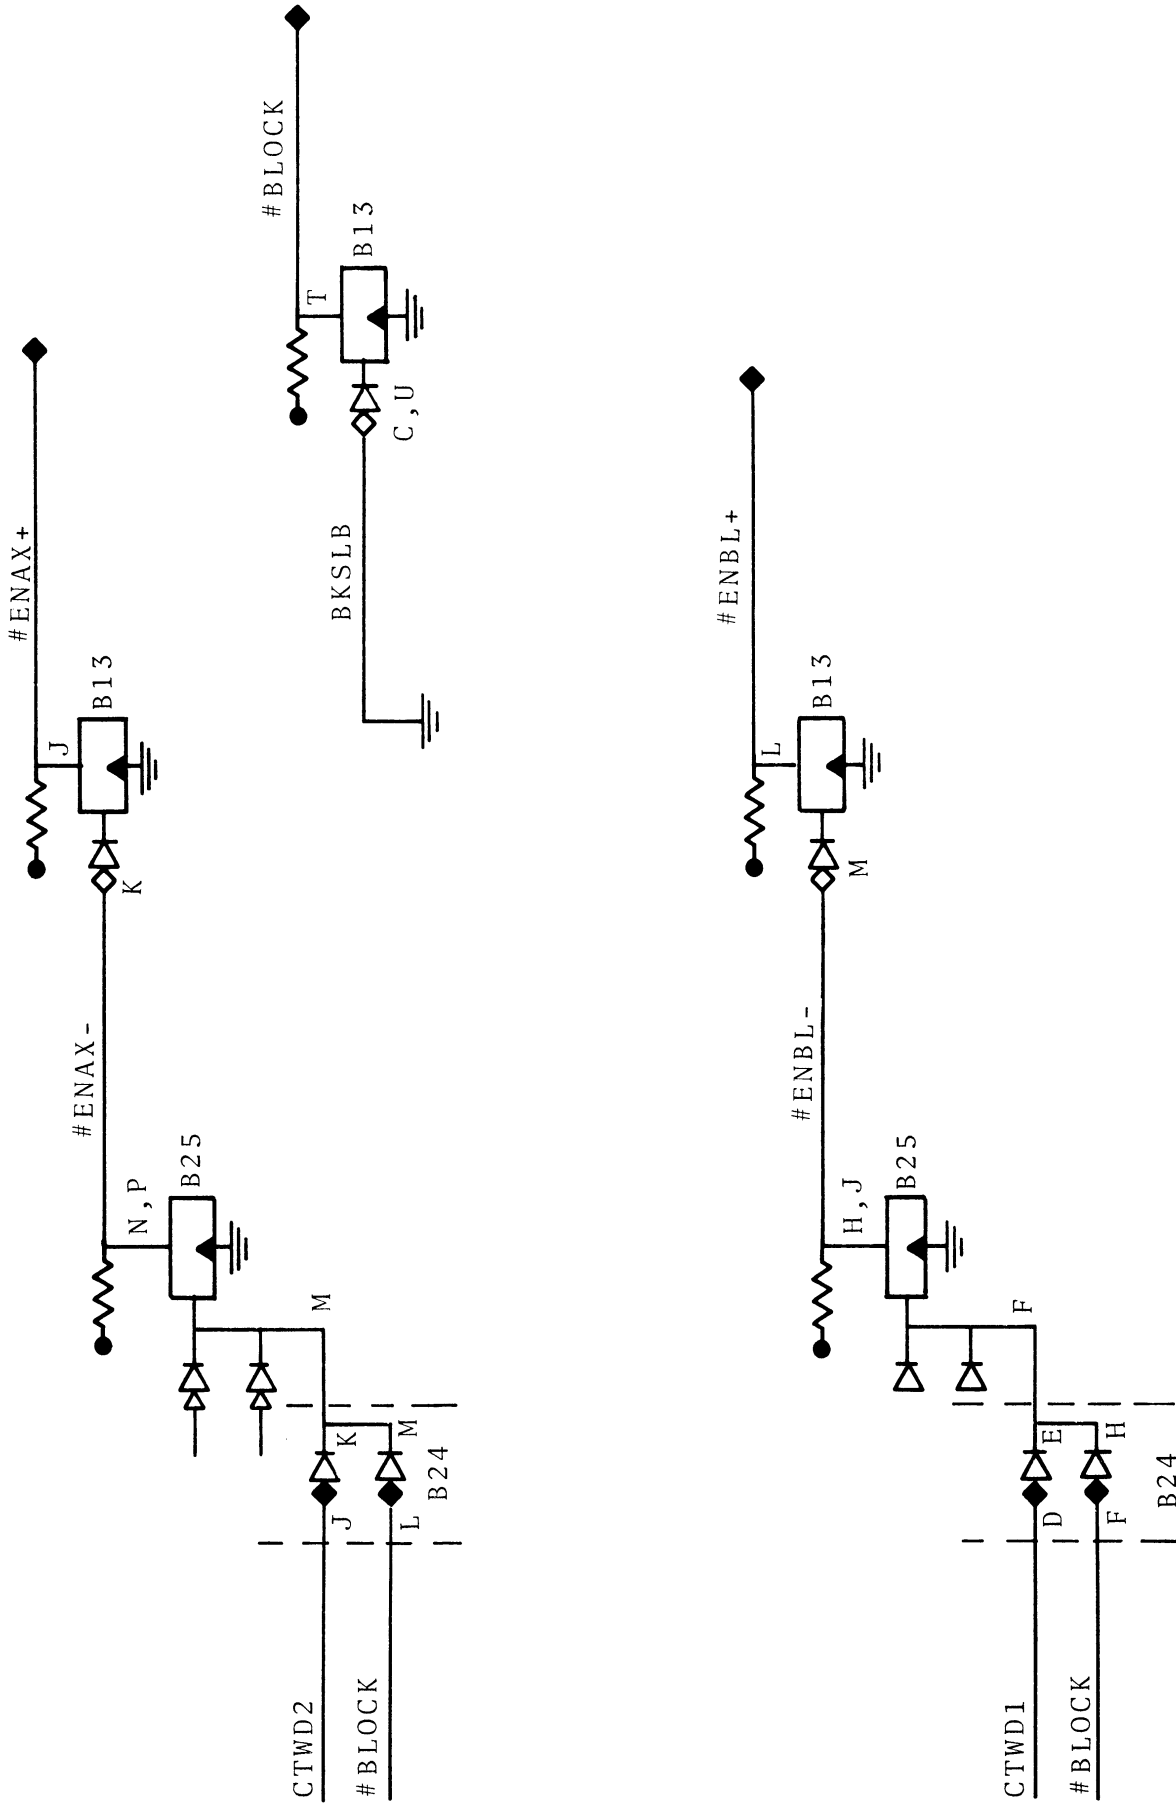 #ENAX+
J
B13
K
#ENAX-
N,P
B25
M
K
M
B24
J
L
CTWD2
#BLOCK
#BLOCK
T
B13
C,U
BKSLB
#ENBL+
L
B13
M
#ENBL-
H,J
B25
F
E
H
B24
D
F
CTWD1
#BLOCK